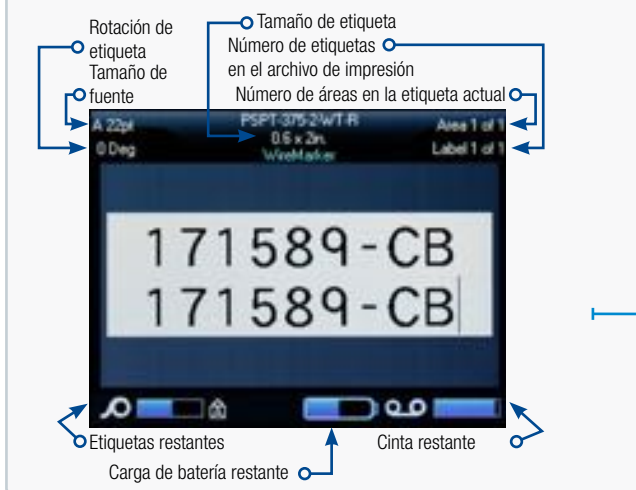 Rotación de
etiqueta
Tamaño de
fuente
Tamaño de etiqueta
Número de etiquetas
en el archivo de impresión
Número de áreas en la etiqueta actual
A 22pt
PSPT-375-2-WT-R
Area 1 of 1
0 Deg
0.6 x 2in.
Label 1 of 1
WireMarker
171589-CB
171589-CB
Etiquetas restantes
Cinta restante
Carga de batería restante